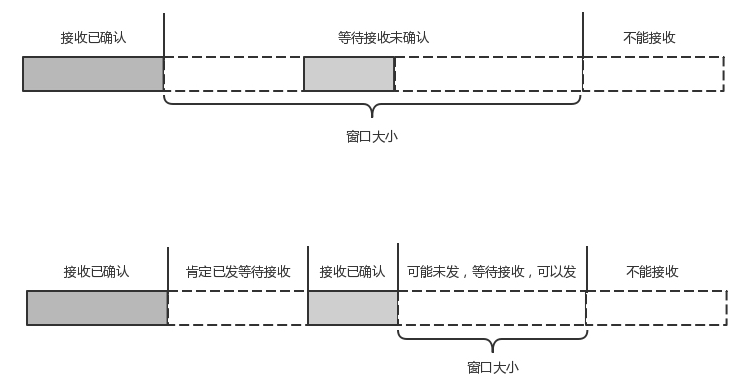 接收已确认
等待接收未确认
不能接收
窗口大小
接收已确认
肯定已发等待接收
接收已确认
可能未发，等待接收，可以发
不能接收
窗口大小